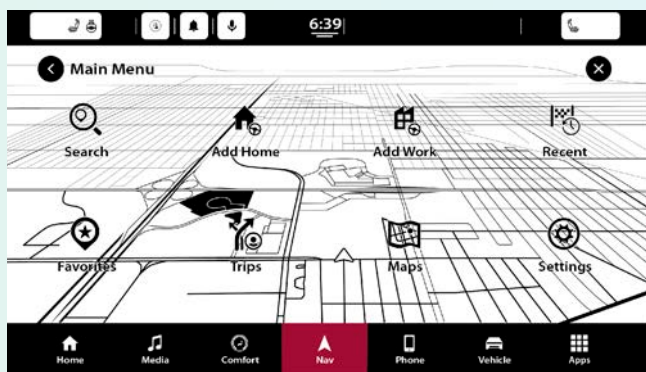 6:39
Main Menu
Search Add Home Add Work Recent
Favorites Trips Maps Settings
Home Media Comfort Nav Phone Vehicle Apps